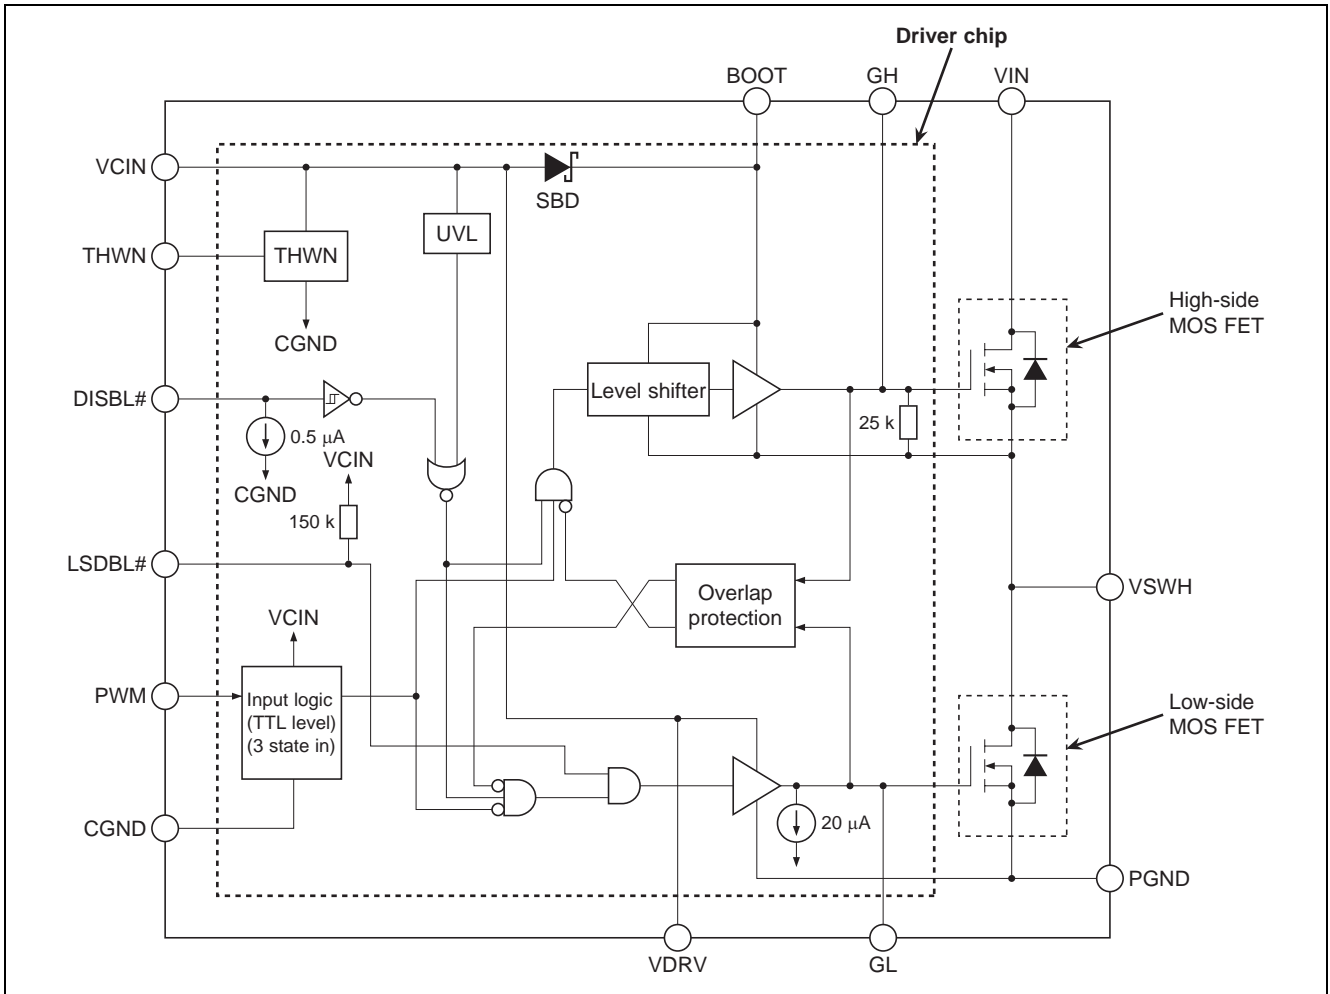 Driver chip
BOOT
GH
VIN
VCIN
SBD
THWN
THWN
UVL
CGND
High-side
MOS FET
DISBL#
0.5 μA
VCIN
CGND
Level shifter
25 k
150 k
LSDBL#
Overlap
protection
VSWH
VCIN
PWM
Input logic
(TTL level)
(3 state in)
Low-side
MOS FET
CGND
20 μA
PGND
VDRV
GL